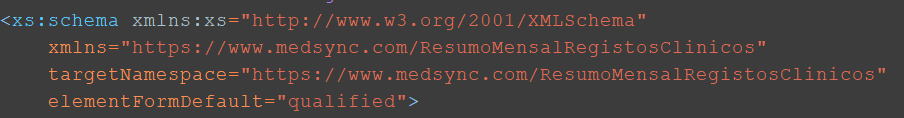 <xs:schema xmlns:xs="http://www.w3.org/2001/XMLSchema"
xmlns="https://www.medsync.com/ResumoMensalRegistosClinicos"
targetNamespace="https://www.medsync.com/ResumoMensalRegistosClinicos"
elementFormDefault="qualified">